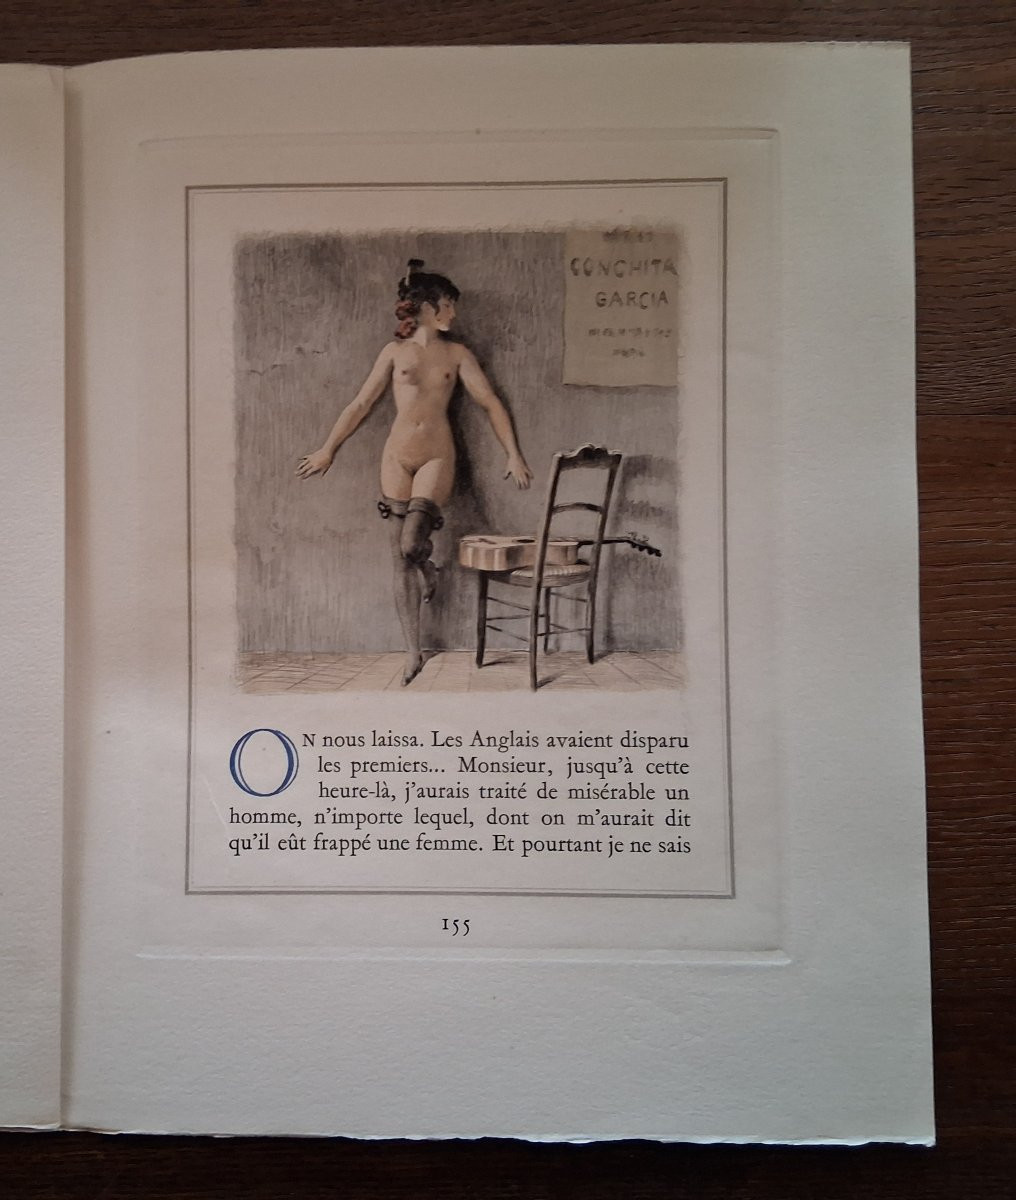 CONCHITA
GARCIA
ON nous laissa. Les Anglais avaient disparu
les premiers... Monsieur, jusqu'à cette
heure-là, j'aurais traité de misérable un
homme, n'importe lequel, dont on m'aurait dit
qu'il eût frappé une femme. Et pourtant je ne sais
155